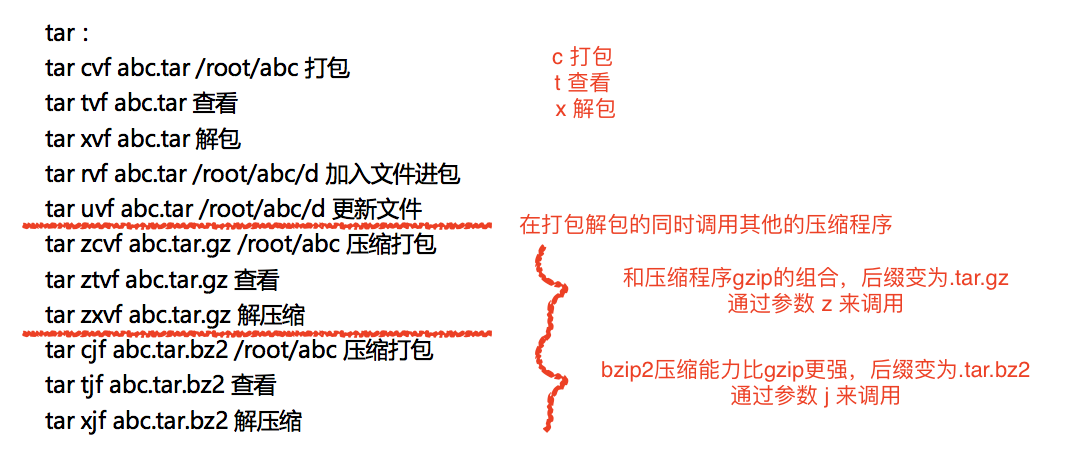 tar：
tar cvf abc.tar /root/abc 打包
tar tvf abc.tar 查看
tar xvf abc.tar 解包
tar rvf abc.tar /root/abc/d 加入文件进包
tar uvf abc.tar /root/abc/d 更新文件
tar zcvf abc.tar.gz /root/abc 压缩打包
tar ztvf abc.tar.gz 查看
tar zxvf abc.tar.gz 解压缩
tar cjf abc.tar.bz2 /root/abc 压缩打包
tar tjf abc.tar.bz2 查看
tar xjf abc.tar.bz2 解压缩
c 打包
t 查看
x 解包
在打包解包的同时调用其他的压缩程序
和压缩程序gzip的组合，后缀变为.tar.gz
通过参数 z 来调用
bzip2压缩能力比gzip更强，后缀变为.tar.bz2
通过参数 j 来调用